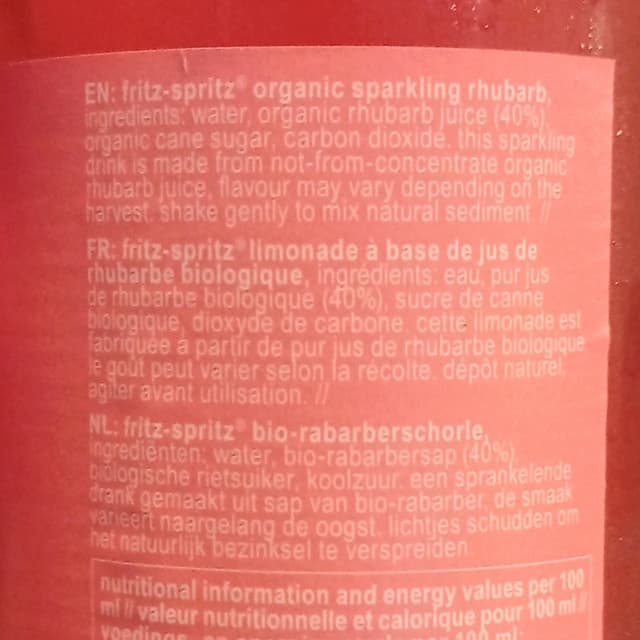 EN: fritz-spritz® organic sparkling rhubarb,
ingredients: water, organic rhubarb juice (40%),
organic cane sugar, carbon dioxide. this sparkling
drink is made from not-from-concentrate organic
rhubarb juice, flavour may vary depending on the
harvest. shake gently to mix natural sediment. //
FR: fritz-spritz® limonade à base de jus de
rhubarbe biologique, ingrédients: eau, pur jus
de rhubarbe biologique (40%), sucre de canne
biologique, dioxyde de carbone. cette limonade est
fabriquée à partir de pur jus de rhubarbe biologique.
le goût peut varier selon la récolte. dépôt naturel,
agiter avant utilisation. //
NL: fritz-spritz® bio-rabarberschorle,
ingrediënten: water, bio-rabarbersap (40%),
biologische rietsuiker, koolzuur. een sprankelende
drank gemaakt uit sap van bio-rabarber. de smaak
varieert naargelang de oogst. lichtjes schudden om
het natuurlijk bezinksel te verspreiden.
nutritional information and energy values per 100
ml // valeur nutritionnelle et calorique pour 100 ml //